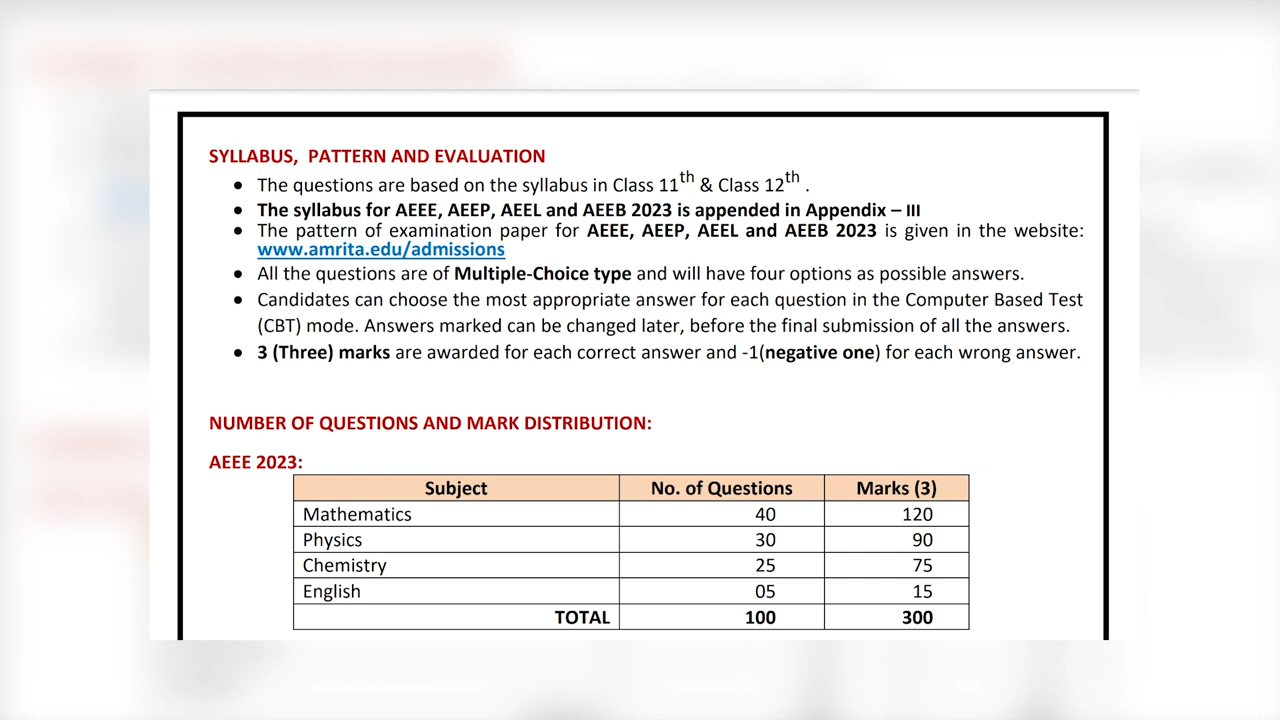 SYLLABUS, PATTERN AND EVALUATION
• The questions are based on the syllabus in Class 11th & Class 12th .
• The syllabus for AEEE, AEEP, AEEL and AEEB 2023 is appended in Appendix – III
• The pattern of examination paper for AEEE, AEEP, AEEL and AEEB 2023 is given in the website:
www.amrita.edu/admissions
• All the questions are of Multiple-Choice type and will have four options as possible answers.
• Candidates can choose the most appropriate answer for each question in the Computer Based Test
(CBT) mode. Answers marked can be changed later, before the final submission of all the answers.
• 3 (Three) marks are awarded for each correct answer and -1(negative one) for each wrong answer.
NUMBER OF QUESTIONS AND MARK DISTRIBUTION:
AEEE 2023:
Subject No. of Questions Marks (3)
Mathematics 40 120
Physics 30 90
Chemistry 25 75
English 05 15
TOTAL 100 300